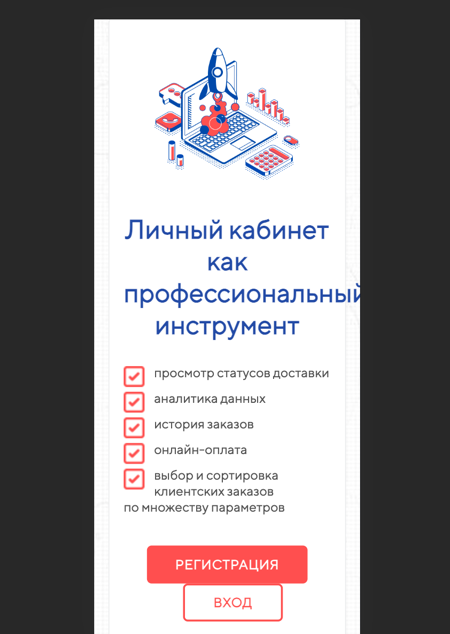 Личный кабинет
как
профессиональный
инструмент
просмотр статусов доставки
аналитика данных
история заказов
онлайн-оплата
выбор и сортировка
клиентских заказов
по множеству параметров
РЕГИСТРАЦИЯ
ВХОД